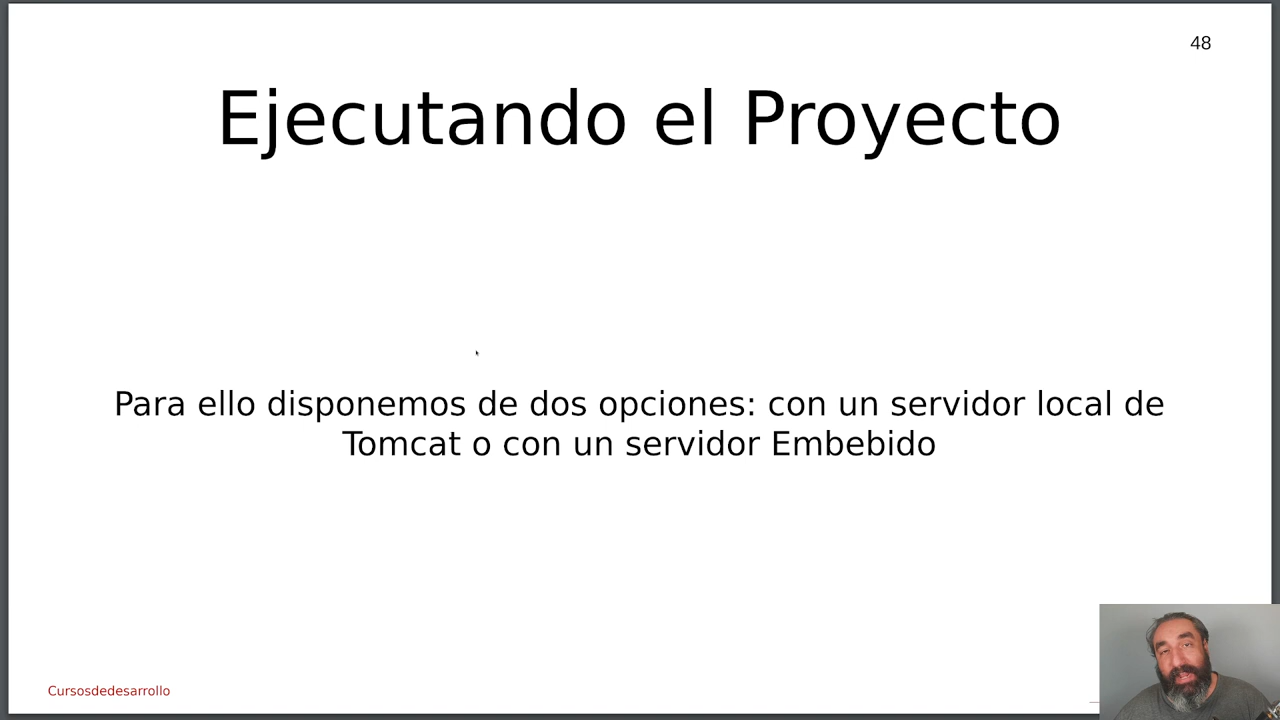 48
Ejecutando el Proyecto
Para ello disponemos de dos opciones: con un servidor local de
Tomcat o con un servidor Embebido
Cursosdedesarrollo